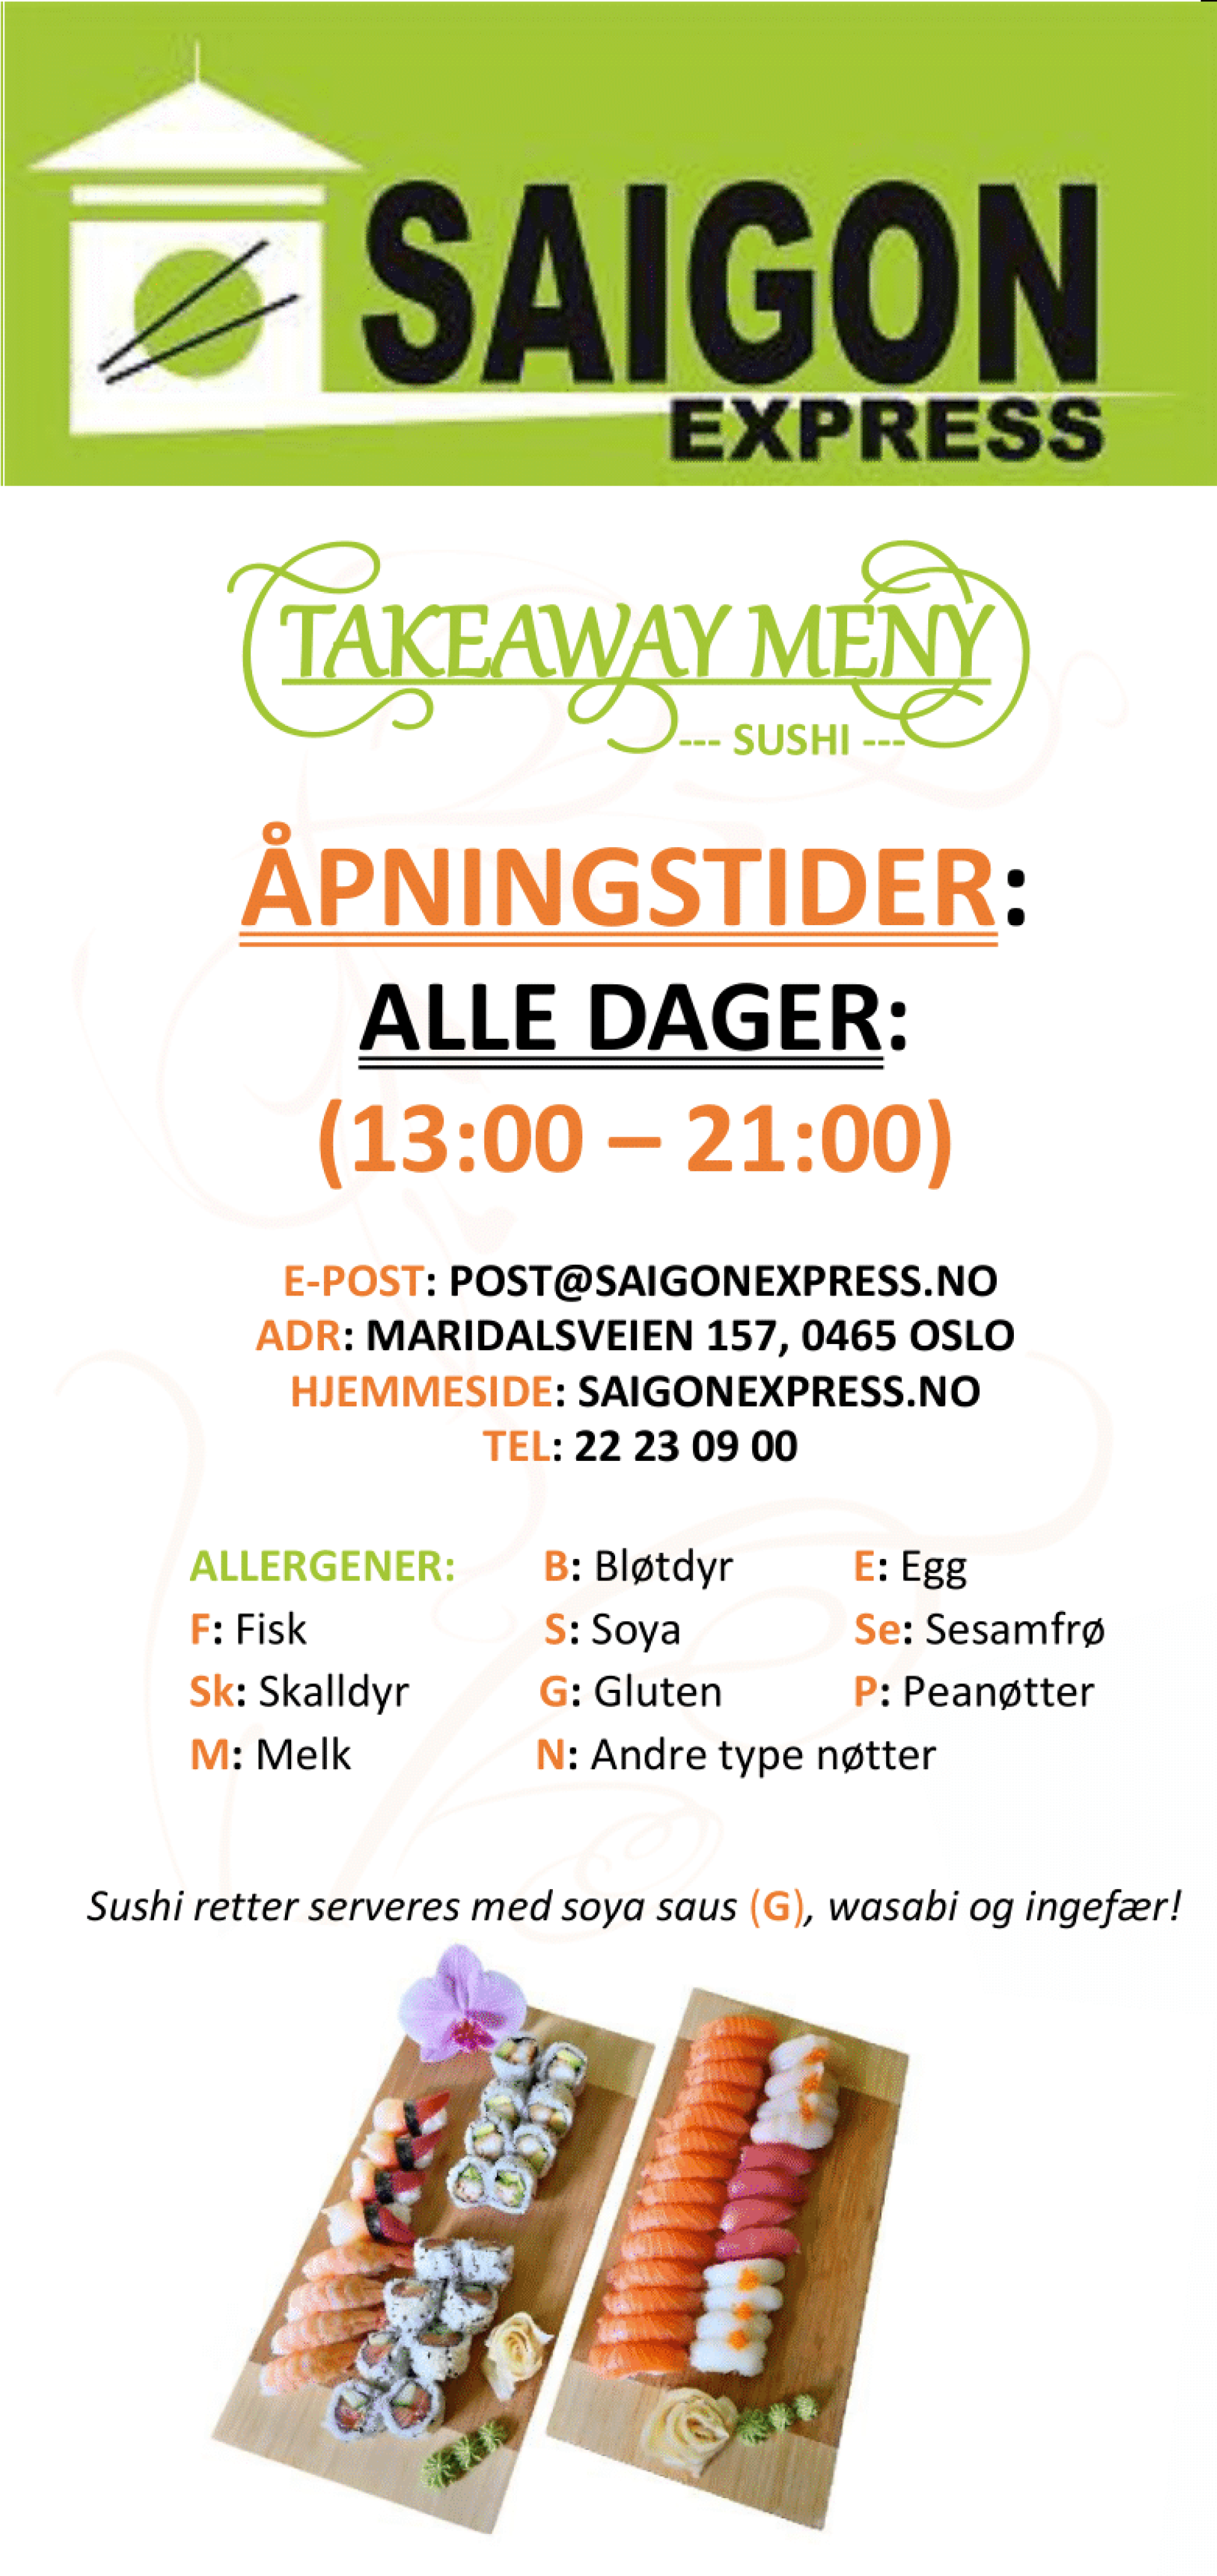 SAIGON
EXPRESS
TAKEAWAY MENY
--- SUSHI ---
ÅPNINGSTIDER:
ALLE DAGER:
(13:00 – 21:00)
E-POST: POST@SAIGONEXPRESS.NO
ADR: MARIDALSVEIEN 157, 0465 OSLO
HJEMMESIDE: SAIGONEXPRESS.NO
TEL: 22 23 09 00
ALLERGENER: B: Bløtdyr E: Egg
F: Fisk S: Soya Se: Sesamfrø
Sk: Skalldyr G: Gluten P: Peanøtter
M: Melk N: Andre type nøtter
Sushi retter serveres med soya saus (G), wasabi og ingefær!